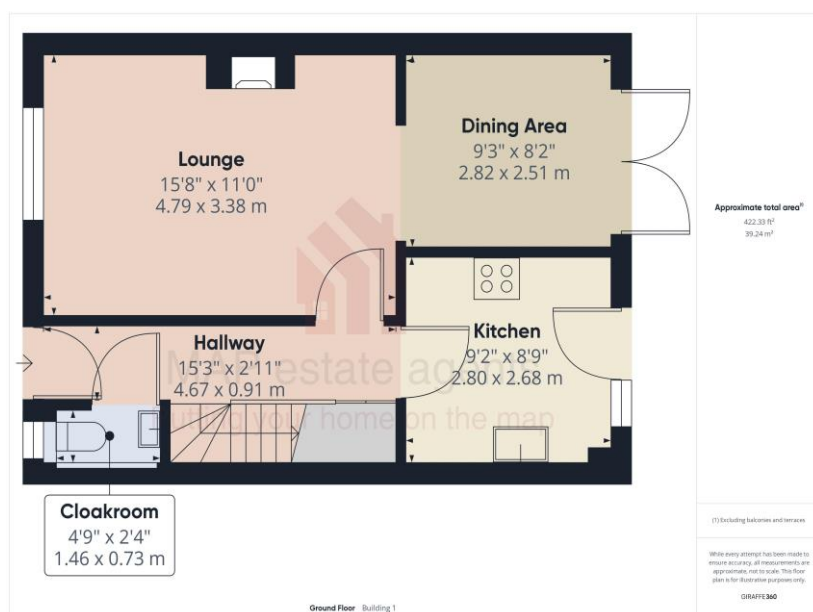 Lounge
15'8" x 11'0"
4.79 x 3.38 m
Dining Area
9'3" x 8'2"
2.82 x 2.51 m
Approximate total area⁽¹⁾
422.33 ft²
39.24 m²
Hallway
15'3" x 2'11"
4.67 x 0.91 m
Kitchen
9'2" x 8'9"
2.80 x 2.68 m
MAP estate agents
Putting your home on the map
Cloakroom
4'9" x 2'4"
1.46 x 0.73 m
(1) Excluding balconies and terraces
While every attempt has been made to
ensure accuracy, all measurements are
approximate, not to scale. This floor
plan is for illustrative purposes only.
GIRAFFE360
Ground Floor Building 1